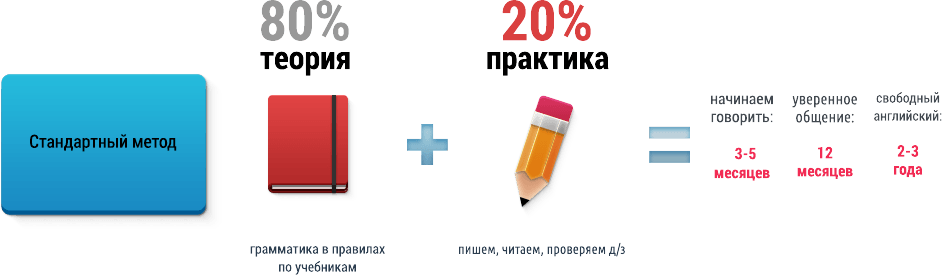 80%
теория
20%
практика
Стандартный метод
начинаем
говорить:
3-5
месяцев
уверенное
общение:
12
месяцев
свободный
английский:
2-3
года
грамматика в правилах
по учебникам
пишем, читаем, проверяем д/з